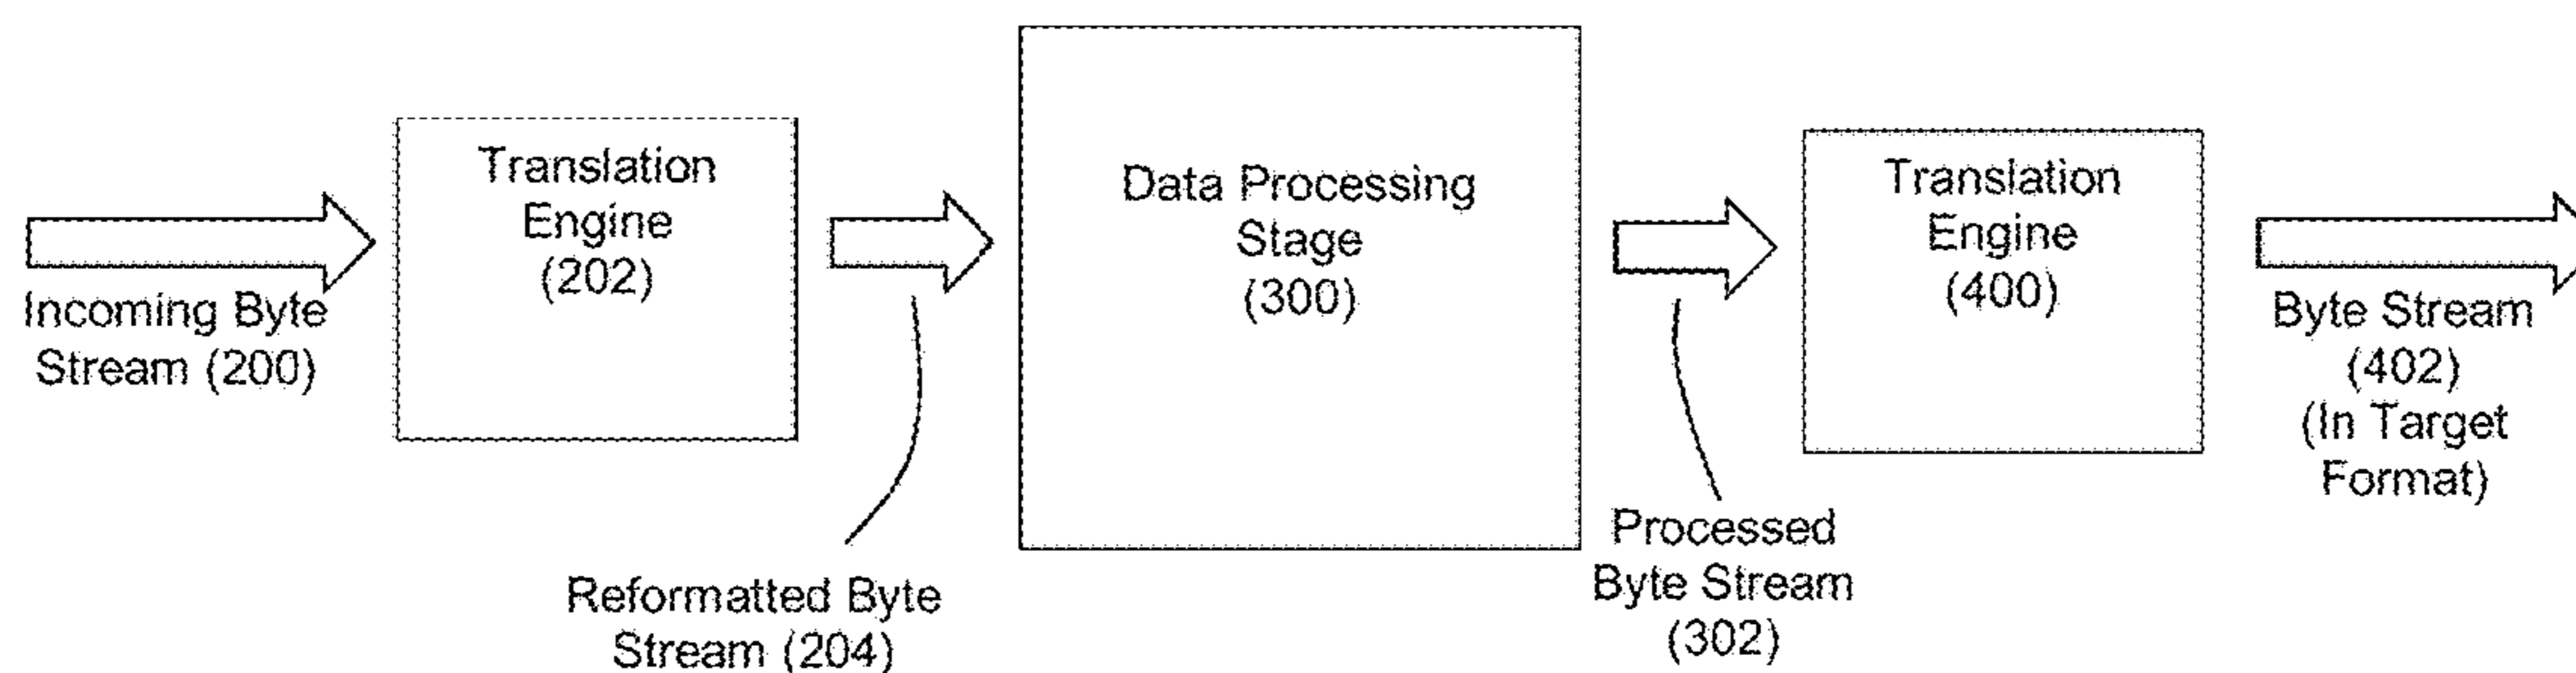 Incoming Byte
Stream (200)
Translation
Engine
(202)
Reformatted Byte
Stream (204)
Data Processing
Stage
(300)
Processed
Byte Stream
(302)
Translation
Engine
(400)
Byte Stream
(402)
(In Target
Format)